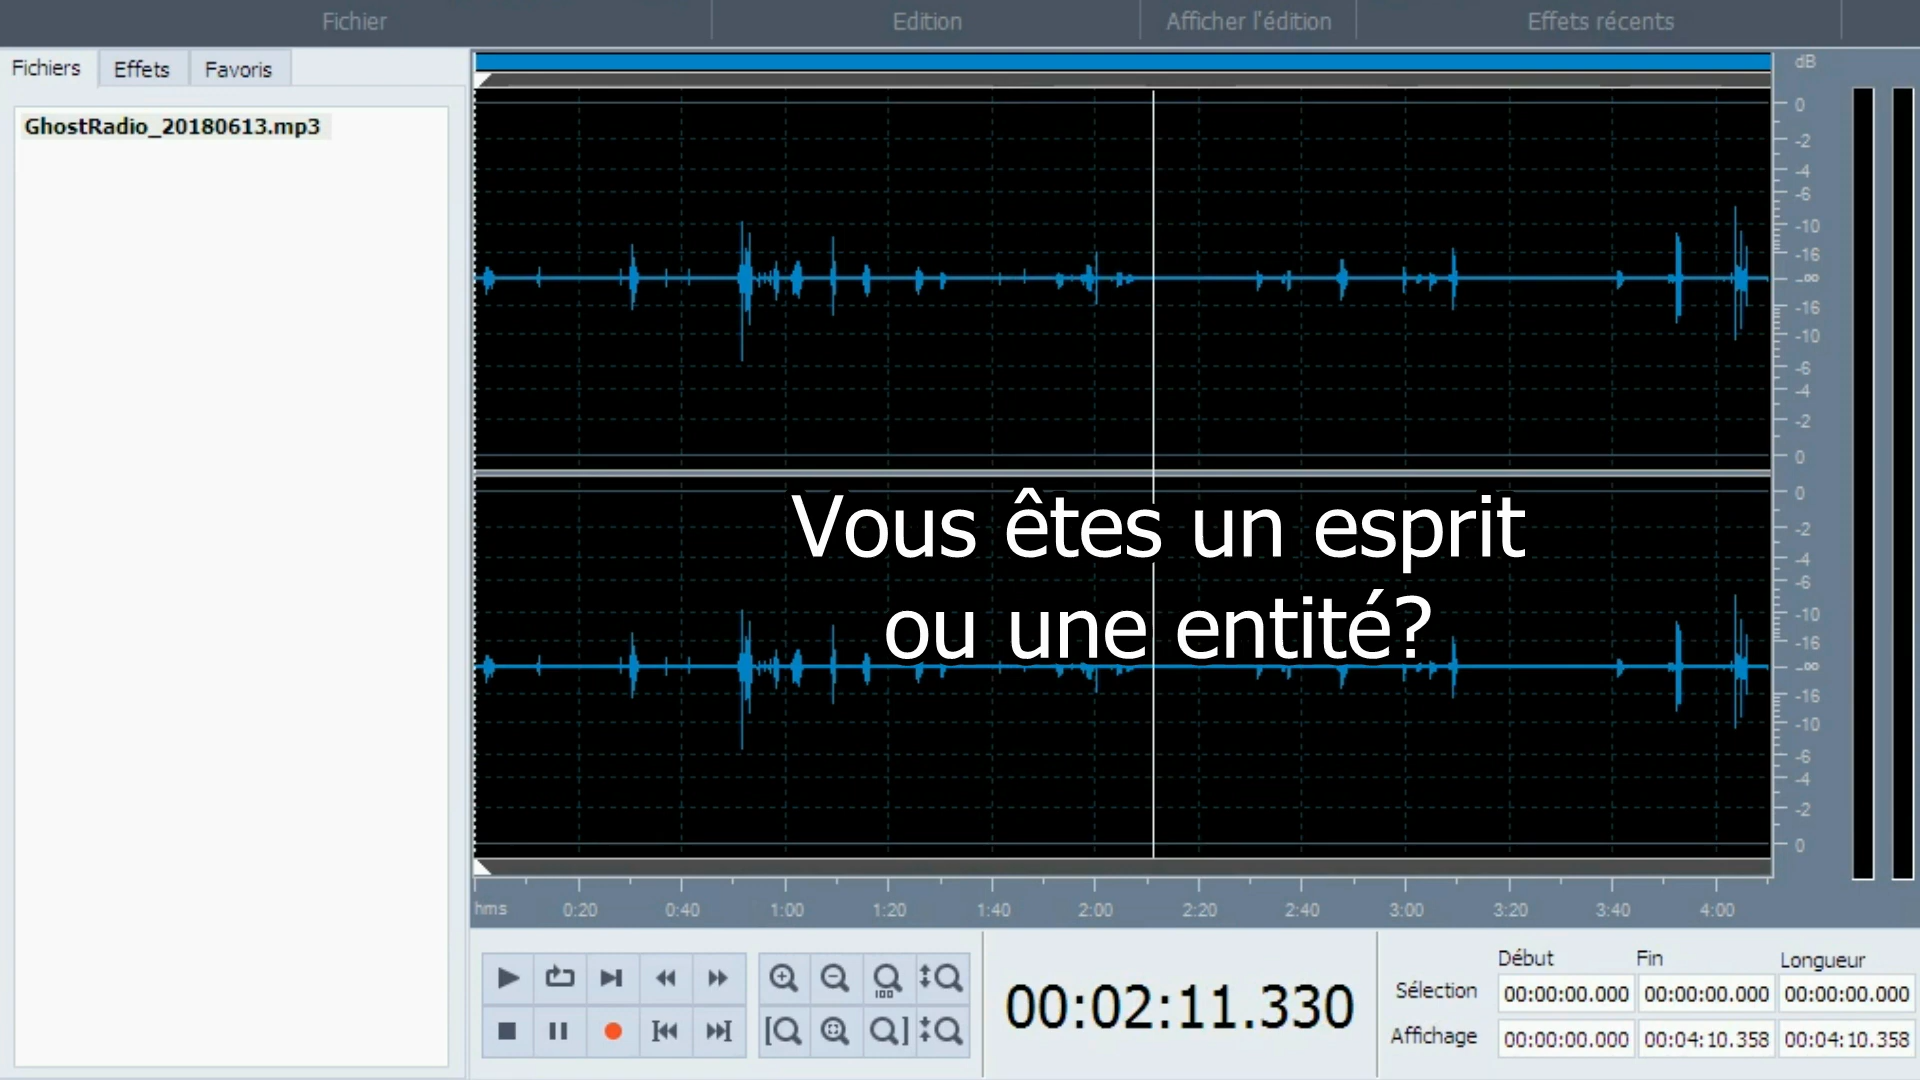 Fichier Edition Afficher l'édition Effets récents
Fichiers Effets Favoris
GhostRadio_20180613.mp3
dB
0
-2
-4
-6
-10
-16
-∞
-16
-10
-6
-4
-2
0
0
-2
-4
-6
-10
-16
-∞
-16
-10
-6
-4
-2
0
Vous êtes un esprit
ou une entité?
hms 0:20 0:40 1:00 1:20 1:40 2:00 2:20 2:40 3:00 3:20 3:40 4:00
100
00:02:11.330
Début Fin Longueur
Sélection 00:00:00.000 00:00:00.000 00:00:00.000
Affichage 00:00:00.000 00:04:10.358 00:04:10.358